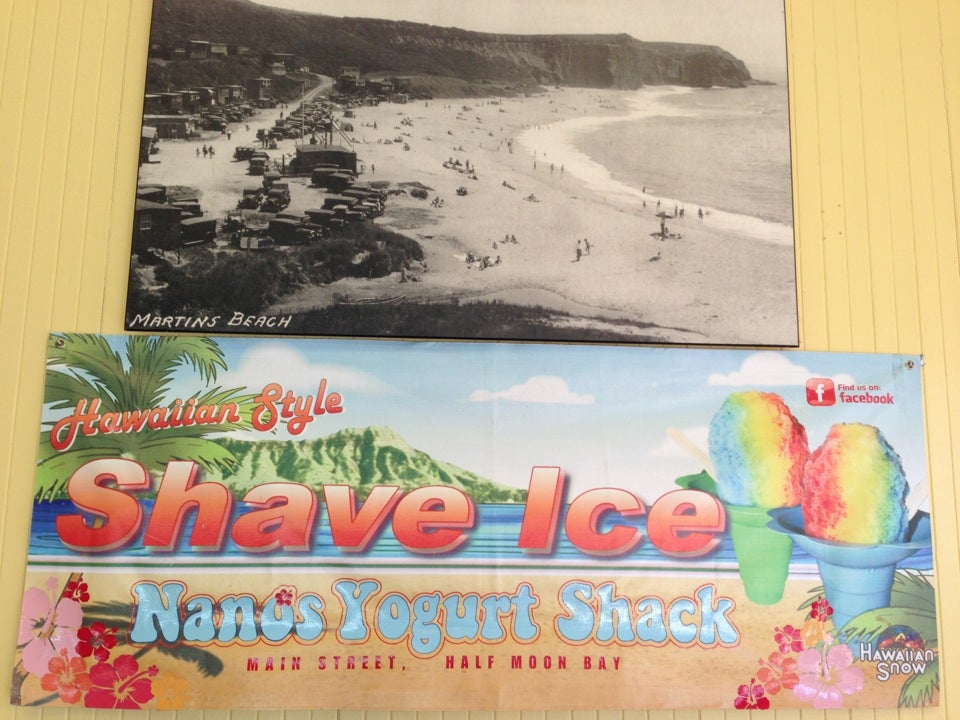 MARTINS BEACH
Hawaiian Style
f Find us on:
facebook
Shave Ice
Nano's Yogurt Shack
MAIN STREET, HALF MOON BAY
HAWAIIAN
SNOW